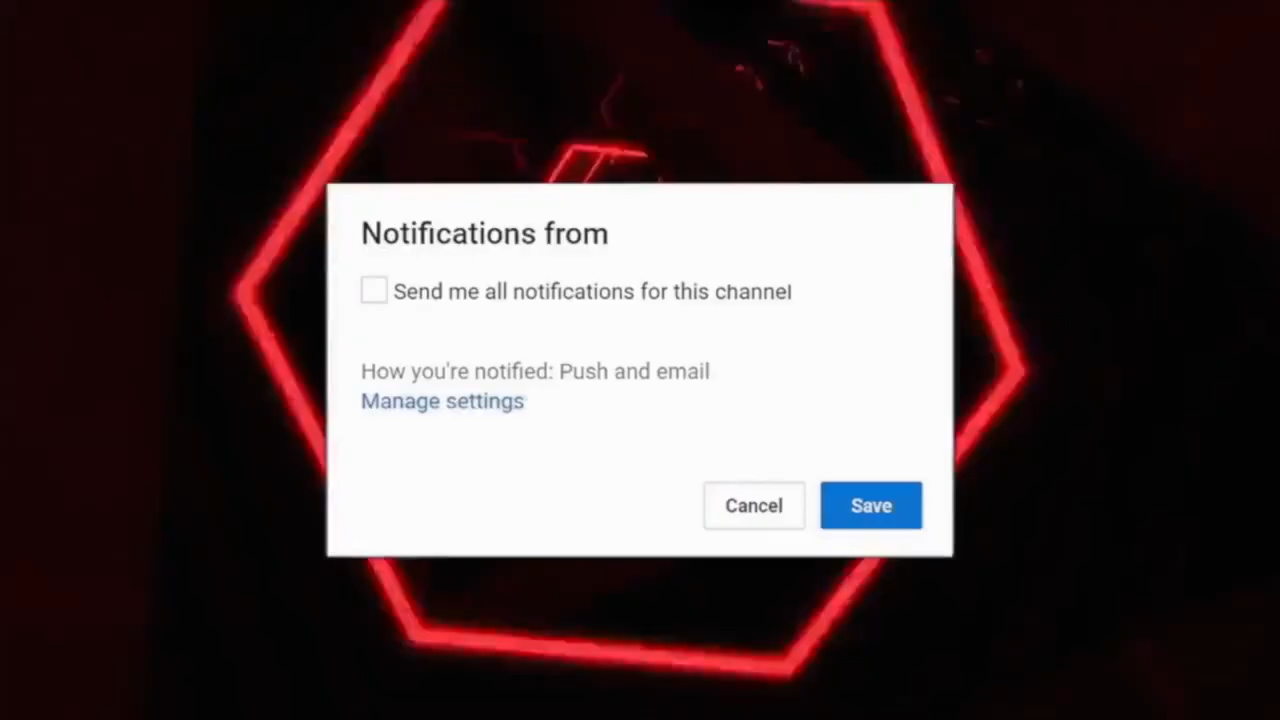 Notifications from
Send me all notifications for this channel
How you're notified: Push and email
Manage settings
Cancel
Save